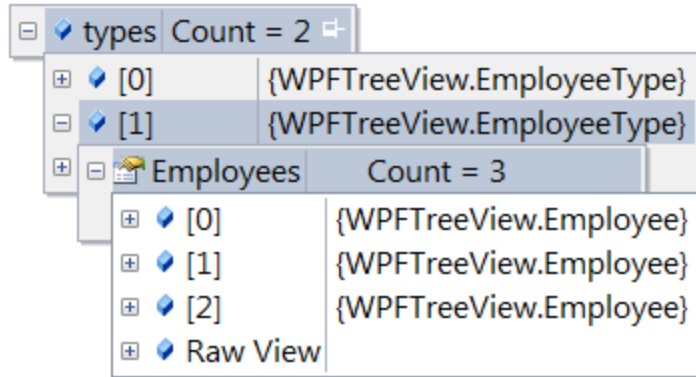 types Count = 2
[0] {WPFTreeView.EmployeeType}
[1] {WPFTreeView.EmployeeType}
Employees Count = 3
[0] {WPFTreeView.Employee}
[1] {WPFTreeView.Employee}
[2] {WPFTreeView.Employee}
Raw View